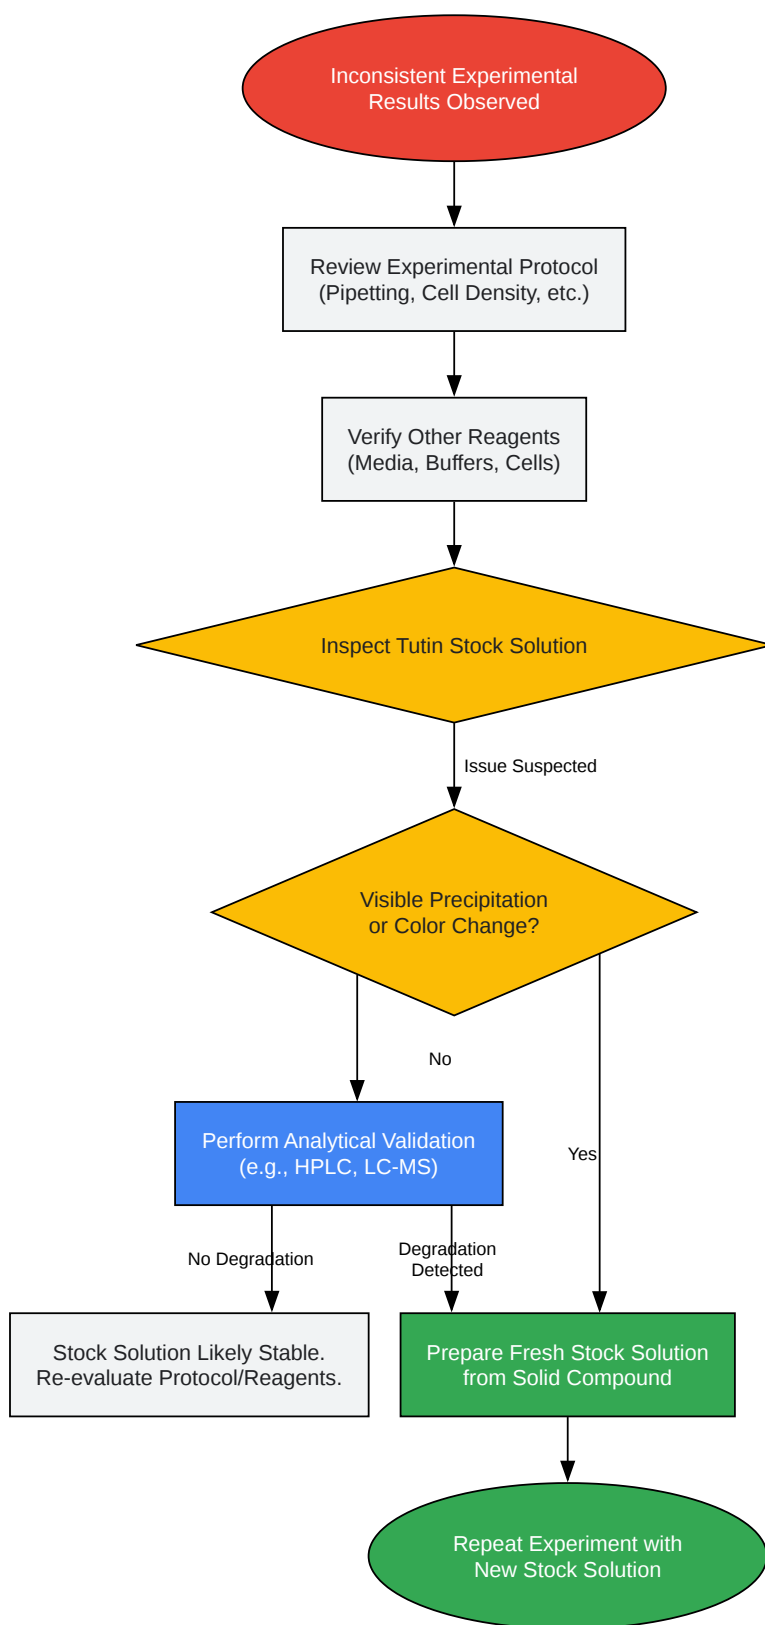 Inconsistent Experimental
Results Observed
Review Experimental Protocol
(Pipetting, Cell Density, etc.)
Verify Other Reagents
(Media, Buffers, Cells)
Inspect Tutin Stock Solution
Issue Suspected
Visible Precipitation
or Color Change?
No
Perform Analytical Validation
(e.g., HPLC, LC-MS)
Yes
No Degradation
Degradation
Detected
Stock Solution Likely Stable.
Re-evaluate Protocol/Reagents.
Prepare Fresh Stock Solution
from Solid Compound
Repeat Experiment with
New Stock Solution